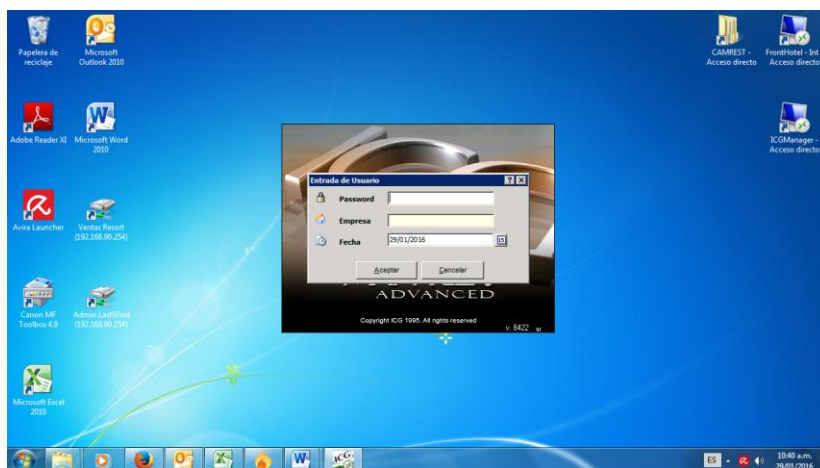 Papelera de
reciclaje
Microsoft
Outlook 2010
CAMREST -
Acceso directo
FrontHotel - Int
Acceso directo
Adobe Reader XI
Microsoft Word
2010
ICGManager -
Acceso directo
Avira Launcher
Ventas Resort
(192.168.90.254)
Canon MF
Toolbox 4.9
Admin LastWind
(192.168.90.254)
Microsoft Excel
2010
Entrada de Usuario
Password
Empresa
Fecha
29/01/2016
15
Aceptar
Cancelar
ADVANCED
Copyright ICG 1995. All rights reserved
v. 8422
ICG
ES
10:40 a.m.
29/01/2016